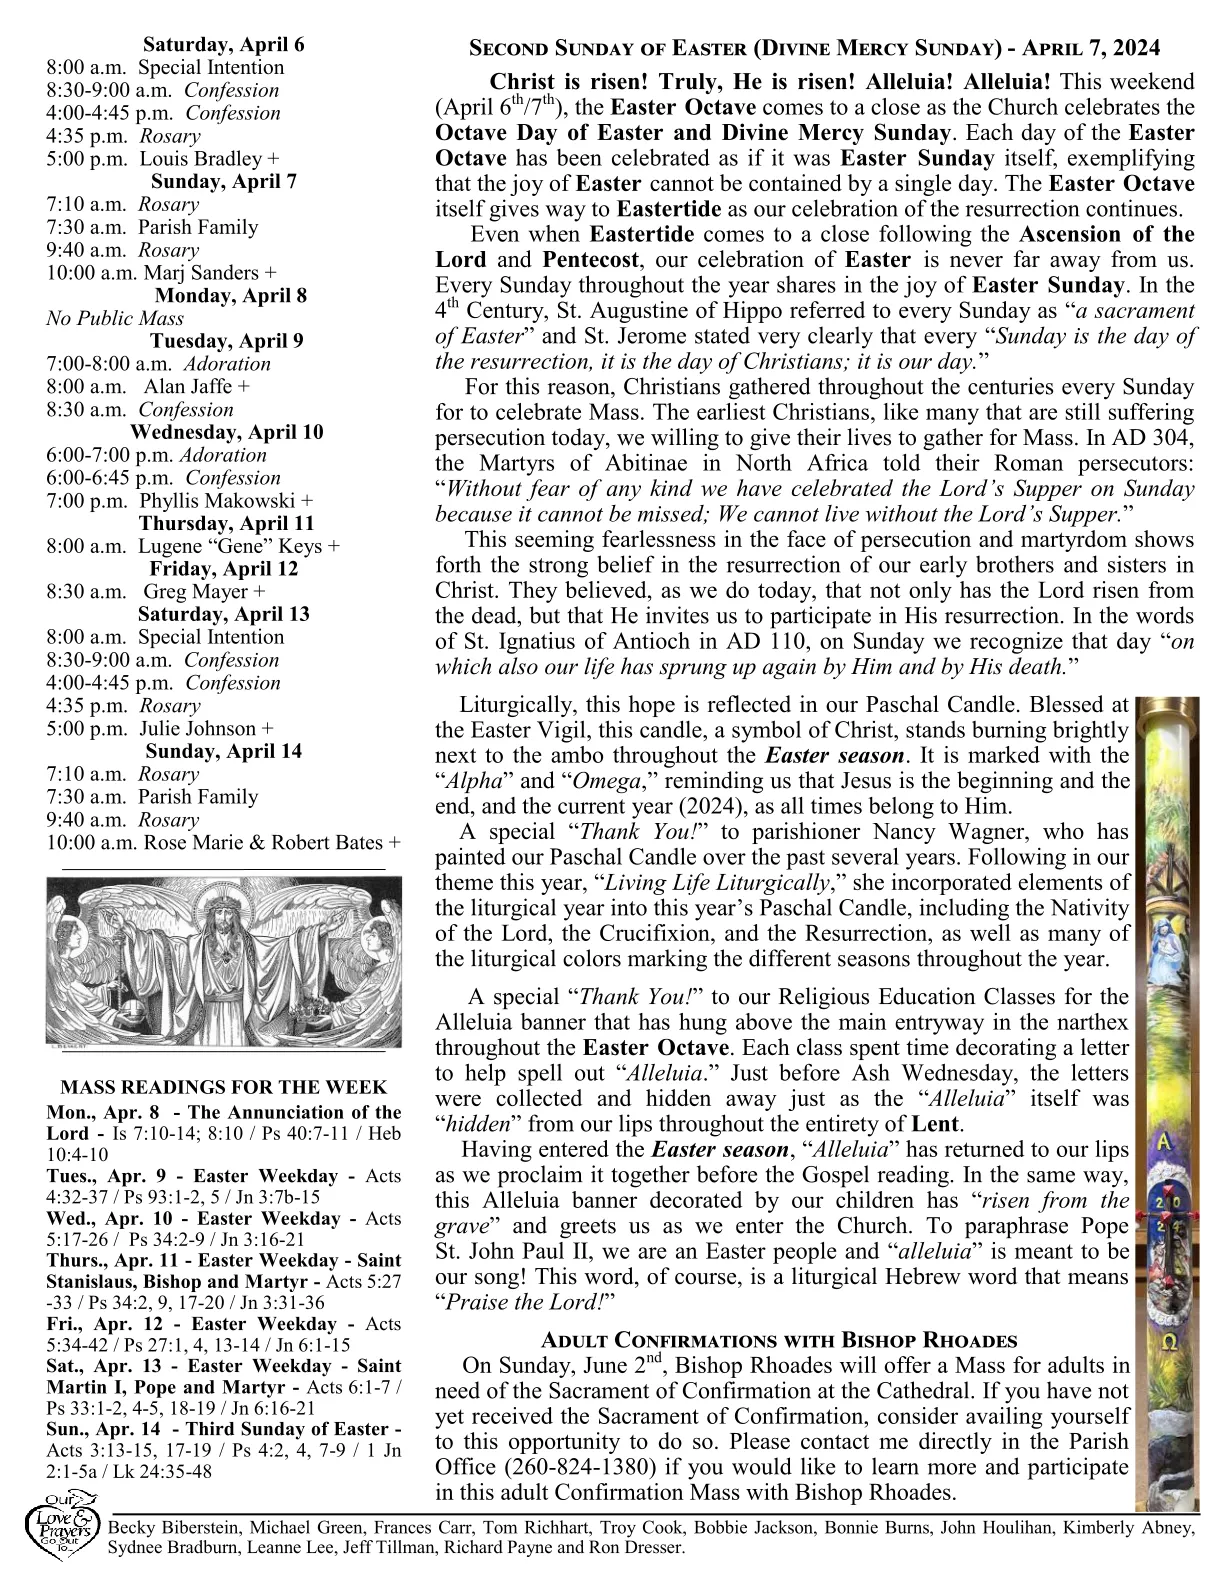 Saturday, April 6
8:00 a.m.  Special Intention
8:30-9:00 a.m.  Confession
4:00-4:45 p.m.  Confession
4:35 p.m.  Rosary
5:00 p.m.  Louis Bradley +
Sunday, April 7
7:10 a.m.  Rosary
7:30 a.m.  Parish Family
9:40 a.m.  Rosary
10:00 a.m. Marj Sanders +
Monday, April 8
No Public Mass
Tuesday, April 9
7:00-8:00 a.m.  Adoration
8:00 a.m.   Alan Jaffe +
8:30 a.m.  Confession
Wednesday, April 10
6:00-7:00 p.m. Adoration
6:00-6:45 p.m.  Confession
7:00 p.m.  Phyllis Makowski +
Thursday, April 11
8:00 a.m.  Lugene “Gene” Keys +
Friday, April 12
8:30 a.m.   Greg Mayer +
Saturday, April 13
8:00 a.m.  Special Intention
8:30-9:00 a.m.  Confession
4:00-4:45 p.m.  Confession
4:35 p.m.  Rosary
5:00 p.m.  Julie Johnson +
Sunday, April 14
7:10 a.m.  Rosary
7:30 a.m.  Parish Family
9:40 a.m.  Rosary
10:00 a.m. Rose Marie & Robert Bates +
MASS READINGS FOR THE WEEK
Mon., Apr. 8  - The Annunciation of the
Lord - Is 7:10-14; 8:10 / Ps 40:7-11 / Heb
10:4-10
Tues., Apr. 9 - Easter Weekday - Acts
4:32-37 / Ps 93:1-2, 5 / Jn 3:7b-15
Wed., Apr. 10 - Easter Weekday - Acts
5:17-26 /  Ps 34:2-9 / Jn 3:16-21
Thurs., Apr. 11 - Easter Weekday - Saint
Stanislaus, Bishop and Martyr - Acts 5:27
-33 / Ps 34:2, 9, 17-20 / Jn 3:31-36
Fri., Apr. 12 - Easter Weekday - Acts
5:34-42 / Ps 27:1, 4, 13-14 / Jn 6:1-15
Sat., Apr. 13 - Easter Weekday - Saint
Martin I, Pope and Martyr - Acts 6:1-7 /
Ps 33:1-2, 4-5, 18-19 / Jn 6:16-21
Sun., Apr. 14  - Third Sunday of Easter -
Acts 3:13-15, 17-19 / Ps 4:2, 4, 7-9 / 1 Jn
2:1-5a / Lk 24:35-48
Second Sunday of Easter (Divine Mercy Sunday) - April 7, 2024
Christ is risen! Truly, He is risen! Alleluia! Alleluia! This weekend
(April 6th/7th), the Easter Octave comes to a close as the Church celebrates the
Octave Day of Easter and Divine Mercy Sunday. Each day of the Easter
Octave has been celebrated as if it was Easter Sunday itself, exemplifying
that the joy of Easter cannot be contained by a single day. The Easter Octave
itself gives way to Eastertide as our celebration of the resurrection continues.
Even when Eastertide comes to a close following the Ascension of the
Lord and Pentecost, our celebration of Easter is never far away from us.
Every Sunday throughout the year shares in the joy of Easter Sunday. In the
4th Century, St. Augustine of Hippo referred to every Sunday as “a sacrament
of Easter” and St. Jerome stated very clearly that every “Sunday is the day of
the resurrection, it is the day of Christians; it is our day.”
For this reason, Christians gathered throughout the centuries every Sunday
for to celebrate Mass. The earliest Christians, like many that are still suffering
persecution today, we willing to give their lives to gather for Mass. In AD 304,
the Martyrs of Abitinae in North Africa told their Roman persecutors:
“Without fear of any kind we have celebrated the Lord’s Supper on Sunday
because it cannot be missed; We cannot live without the Lord’s Supper.”
This seeming fearlessness in the face of persecution and martyrdom shows
forth the strong belief in the resurrection of our early brothers and sisters in
Christ. They believed, as we do today, that not only has the Lord risen from
the dead, but that He invites us to participate in His resurrection. In the words
of St. Ignatius of Antioch in AD 110, on Sunday we recognize that day “on
which also our life has sprung up again by Him and by His death.”
Liturgically, this hope is reflected in our Paschal Candle. Blessed at
the Easter Vigil, this candle, a symbol of Christ, stands burning brightly
next to the ambo throughout the Easter season. It is marked with the
“Alpha” and “Omega,” reminding us that Jesus is the beginning and the
end, and the current year (2024), as all times belong to Him.
A special “Thank You!” to parishioner Nancy Wagner, who has
painted our Paschal Candle over the past several years. Following in our
theme this year, “Living Life Liturgically,” she incorporated elements of
the liturgical year into this year’s Paschal Candle, including the Nativity
of the Lord, the Crucifixion, and the Resurrection, as well as many of
the liturgical colors marking the different seasons throughout the year.
A special “Thank You!” to our Religious Education Classes for the
Alleluia banner that has hung above the main entryway in the narthex
throughout the Easter Octave. Each class spent time decorating a letter
to help spell out “Alleluia.” Just before Ash Wednesday, the letters
were collected and hidden away just as the “Alleluia” itself was
“hidden” from our lips throughout the entirety of Lent.
Having entered the Easter season, “Alleluia” has returned to our lips
as we proclaim it together before the Gospel reading. In the same way,
this Alleluia banner decorated by our children has “risen from the
grave” and greets us as we enter the Church. To paraphrase Pope
St. John Paul II, we are an Easter people and “alleluia” is meant to be
our song! This word, of course, is a liturgical Hebrew word that means
“Praise the Lord!”
Adult Confirmations with Bishop Rhoades
On Sunday, June 2nd, Bishop Rhoades will offer a Mass for adults in
need of the Sacrament of Confirmation at the Cathedral. If you have not
yet received the Sacrament of Confirmation, consider availing yourself
to this opportunity to do so. Please contact me directly in the Parish
Office (260-824-1380) if you would like to learn more and participate
in this adult Confirmation Mass with Bishop Rhoades.
Α
2 0
2 4
Ω
Our
Love &
Prayers
Go Out
To...
Becky Biberstein, Michael Green, Frances Carr, Tom Richhart, Troy Cook, Bobbie Jackson, Bonnie Burns, John Houlihan, Kimberly Abney,
Sydnee Bradburn, Leanne Lee, Jeff Tillman, Richard Payne and Ron Dresser.